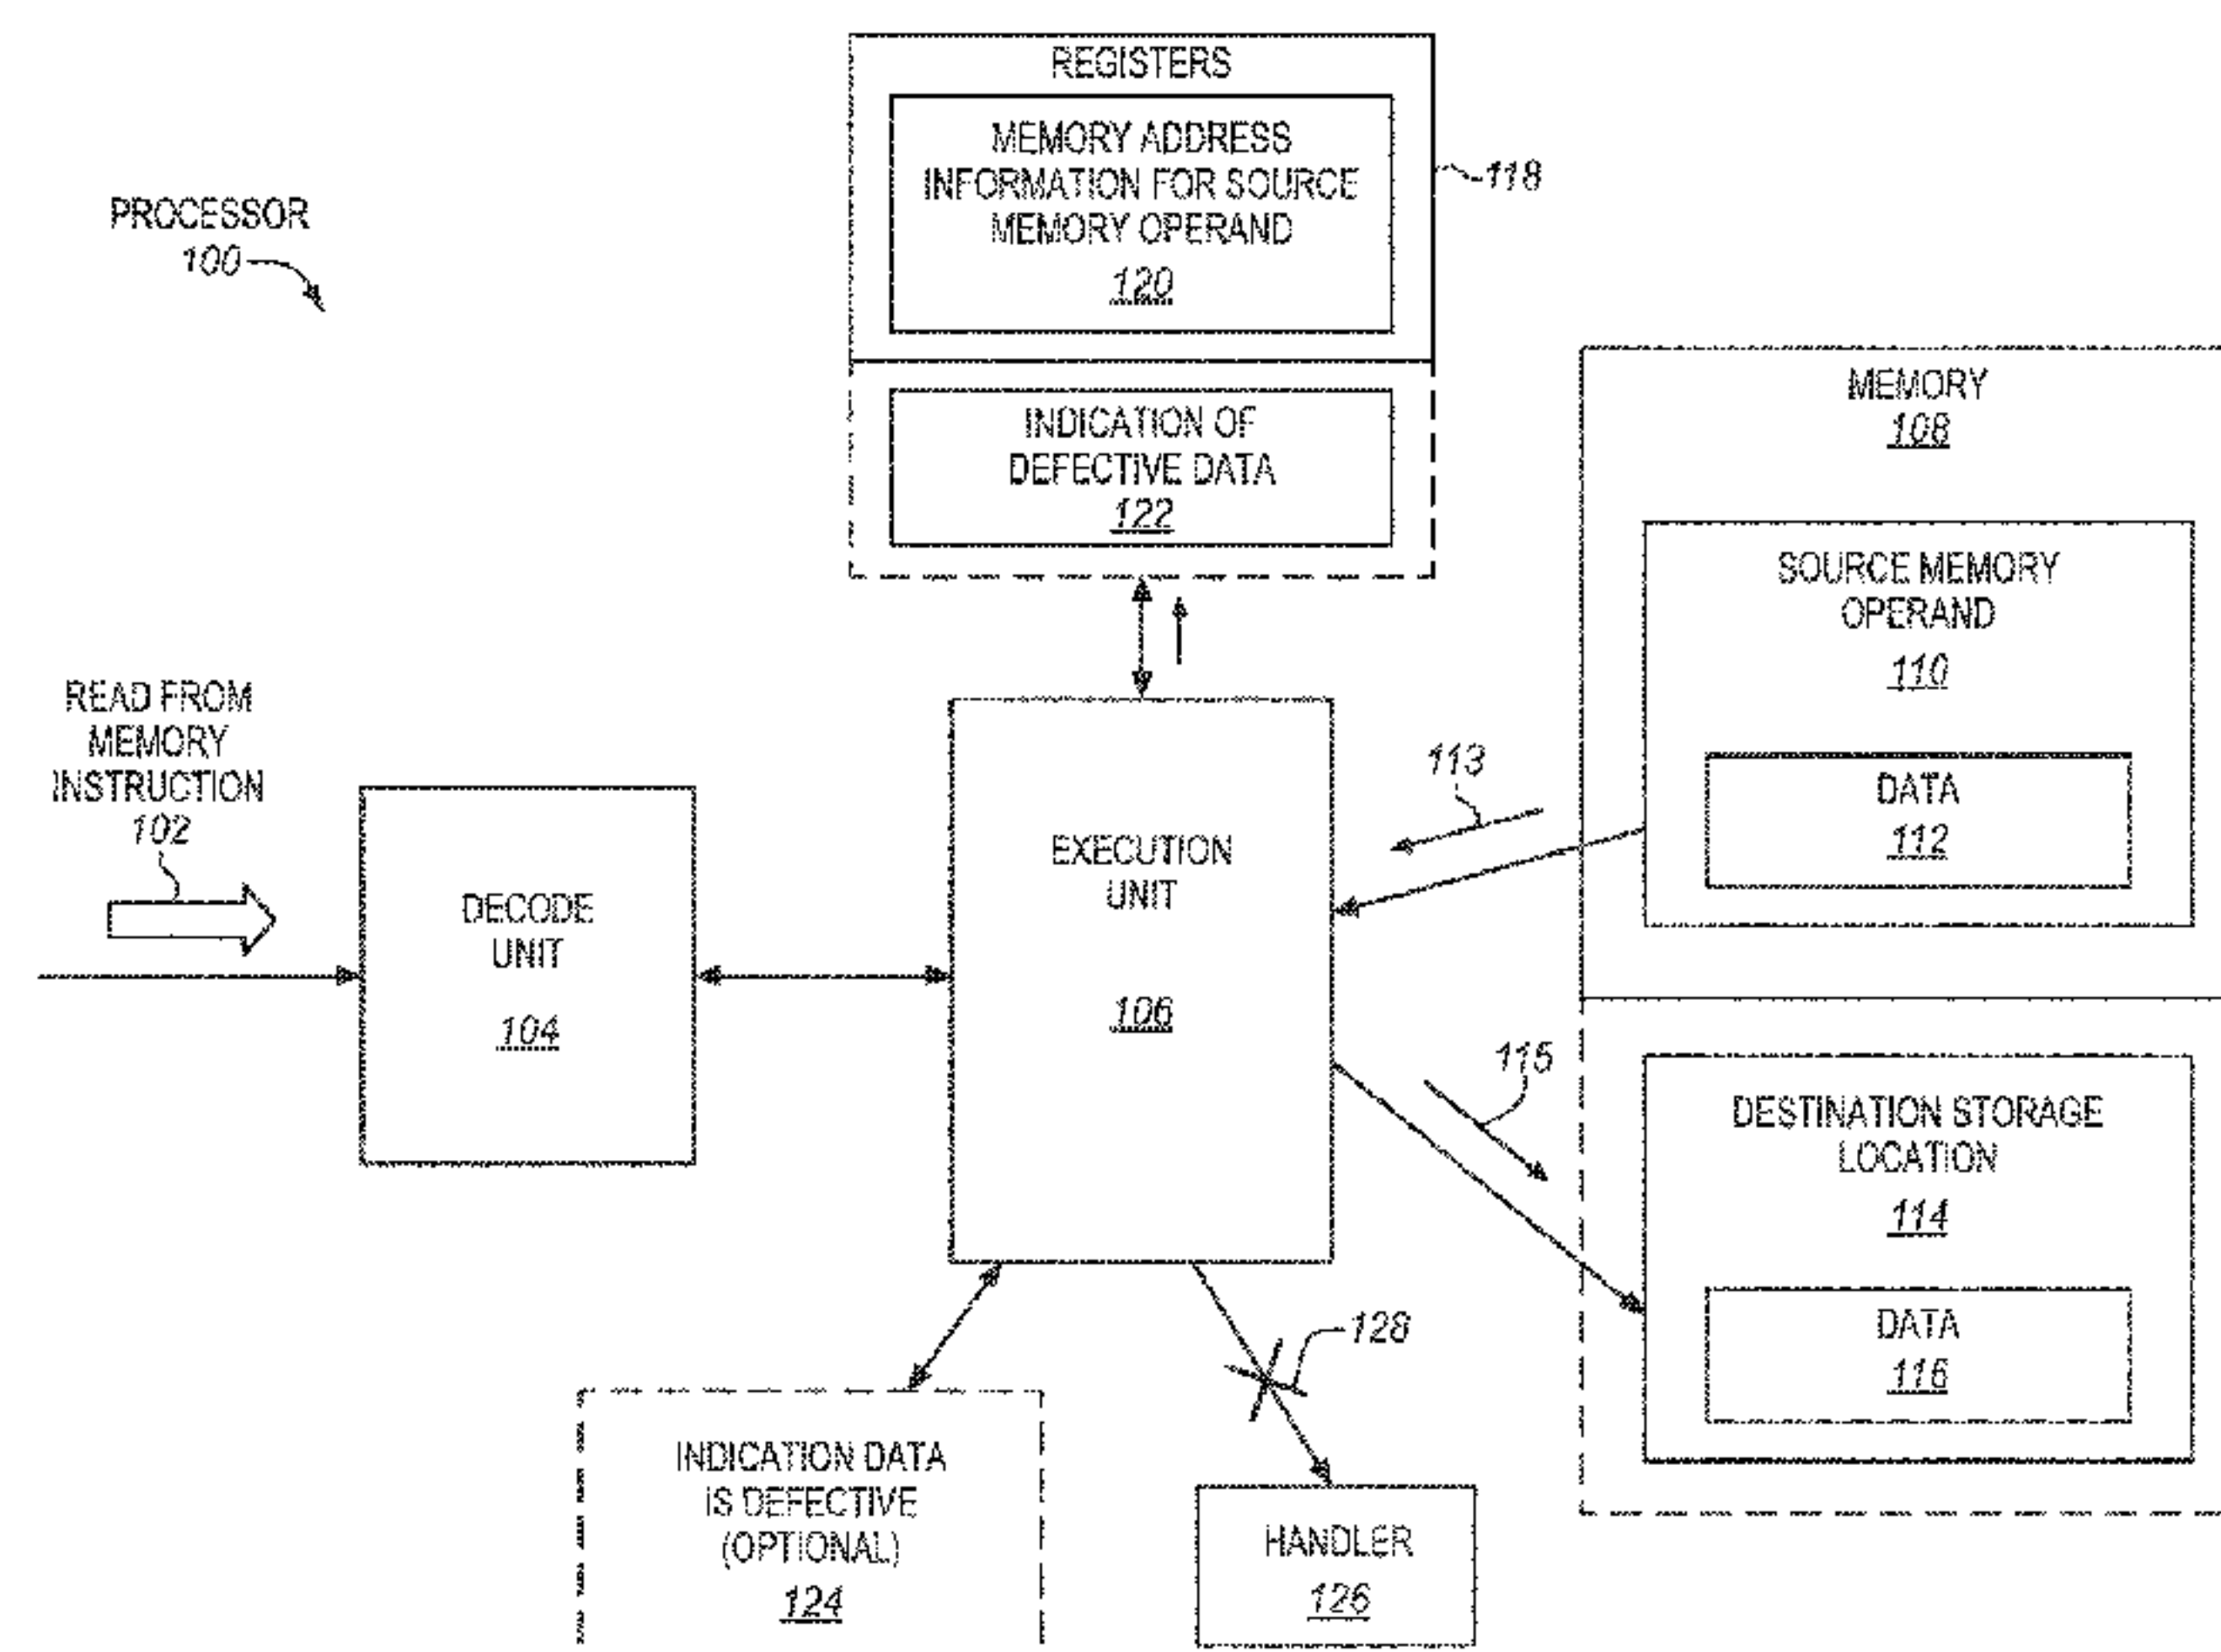 REGISTERS
MEMORY ADDRESS
INFORMATION FOR SOURCE
MEMORY OPERAND
120
118
PROCESSOR
100
INDICATION OF
DEFECTIVE DATA
122
MEMORY
108
SOURCE MEMORY
OPERAND
110
DATA
112
READ FROM
MEMORY
INSTRUCTION
102
113
DECODE
UNIT
104
EXECUTION
UNIT
106
115
DESTINATION STORAGE
LOCATION
114
DATA
116
128
INDICATION DATA
IS DEFECTIVE
(OPTIONAL)
124
HANDLER
126